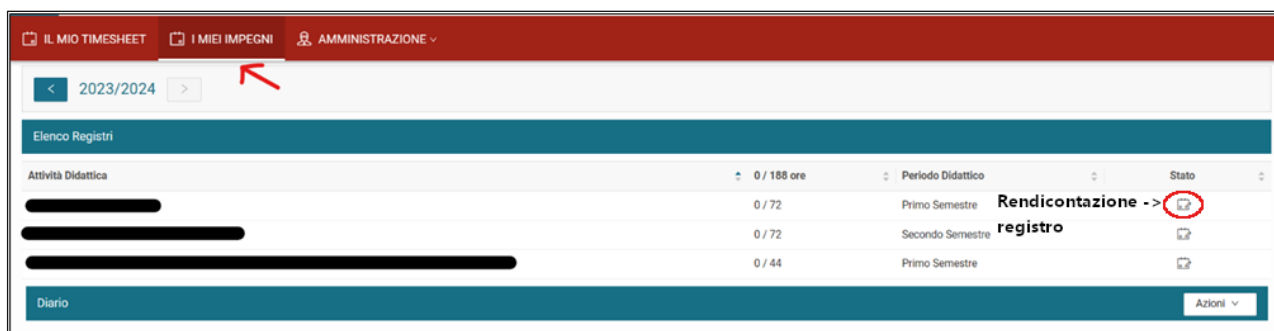 IL MIO TIMESHEET I MIEI IMPEGNI AMMINISTRAZIONE
< 2023/2024 >
Elenco Registri
Attività Didattica 0 / 188 ore Periodo Didattico Stato
0 / 72 Primo Semestre Rendicontazione ->
0 / 72 Secondo Semestre registro
0 / 44 Primo Semestre
Diario Azioni